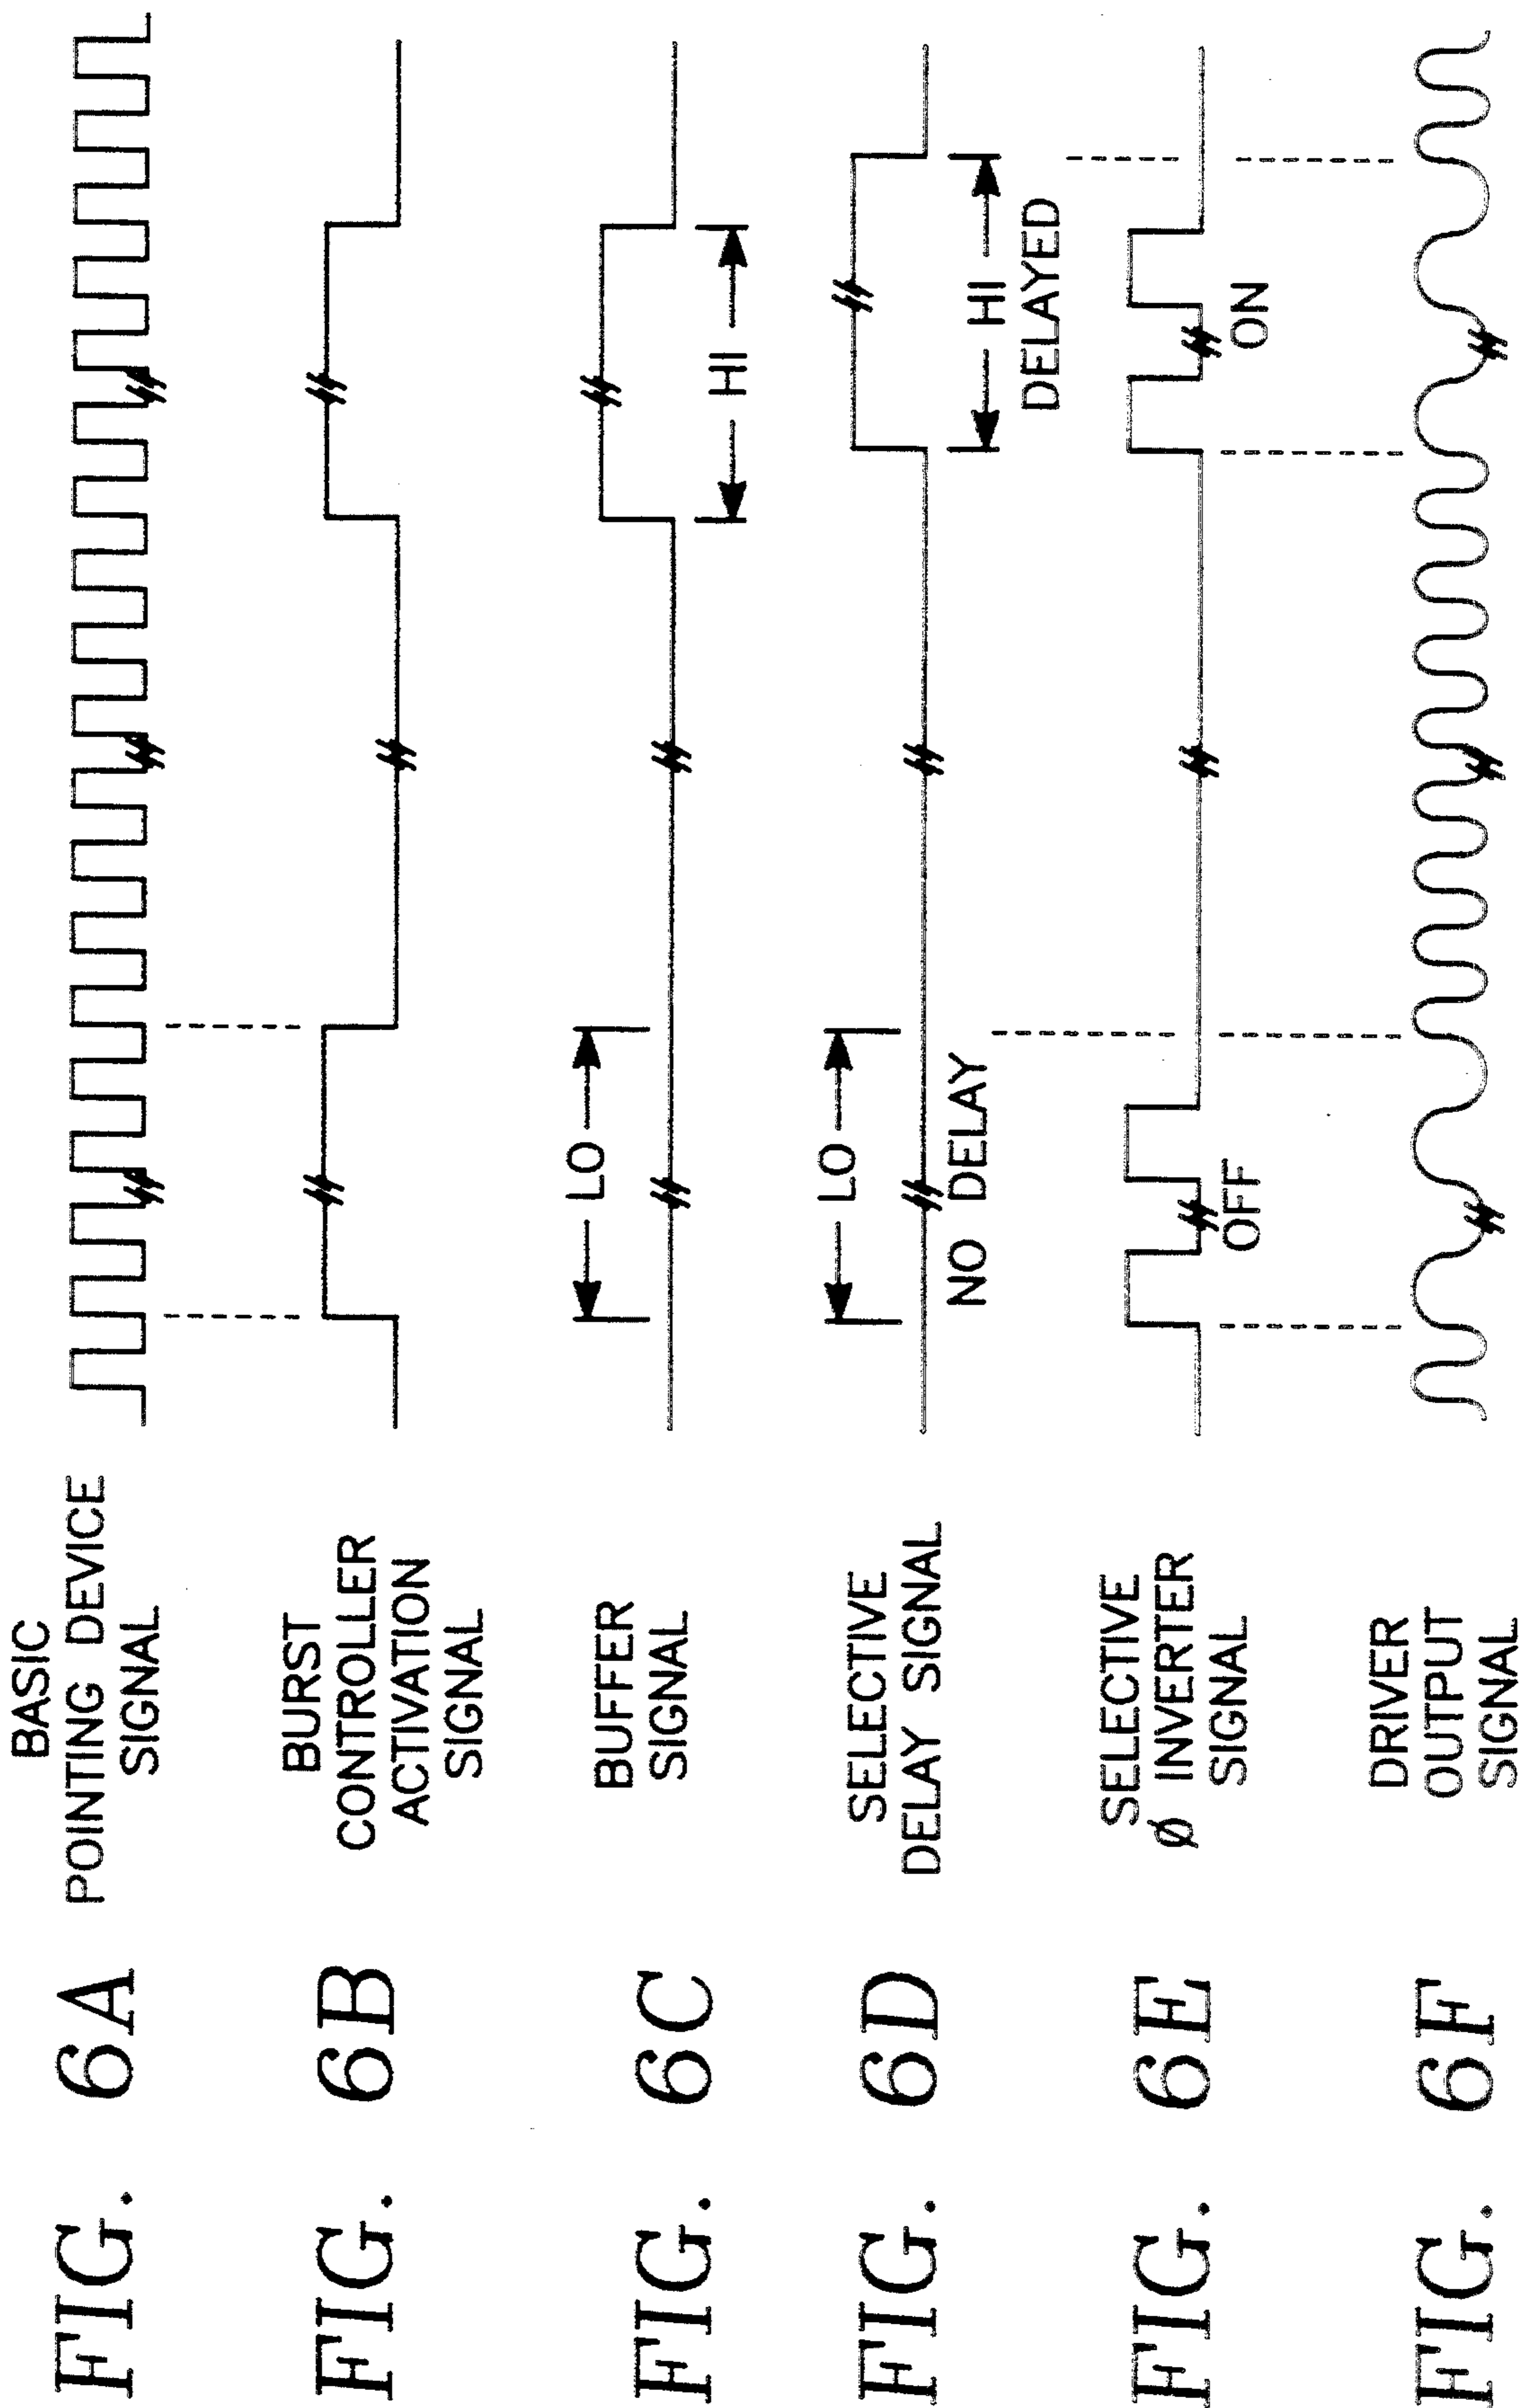 FIG. 6A
BASIC
POINTING DEVICE
SIGNAL
FIG. 6B
BURST
CONTROLLER
ACTIVATION
SIGNAL
FIG. 6C
BUFFER
SIGNAL
LO
HI
FIG. 6D
SELECTIVE
DELAY SIGNAL
LO
NO DELAY
HI
DELAYED
FIG. 6E
SELECTIVE
Ø INVERTER
SIGNAL
OFF
ON
FIG. 6F
DRIVER
OUTPUT
SIGNAL